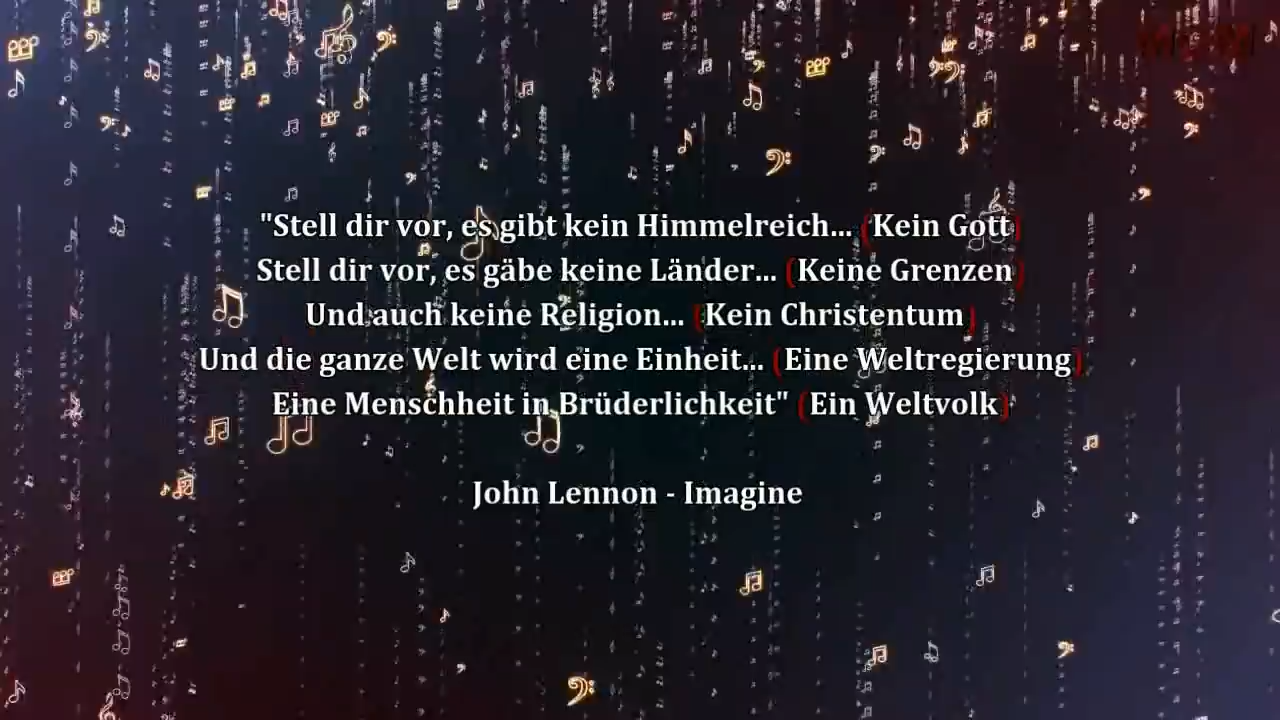 "Stell dir vor, es gibt kein Himmelreich... (Kein Gott)
Stell dir vor, es gäbe keine Länder... (Keine Grenzen)
Und auch keine Religion... (Kein Christentum)
Und die ganze Welt wird eine Einheit... (Eine Weltregierung)
Eine Menschheit in Brüderlichkeit" (Ein Weltvolk)
John Lennon - Imagine